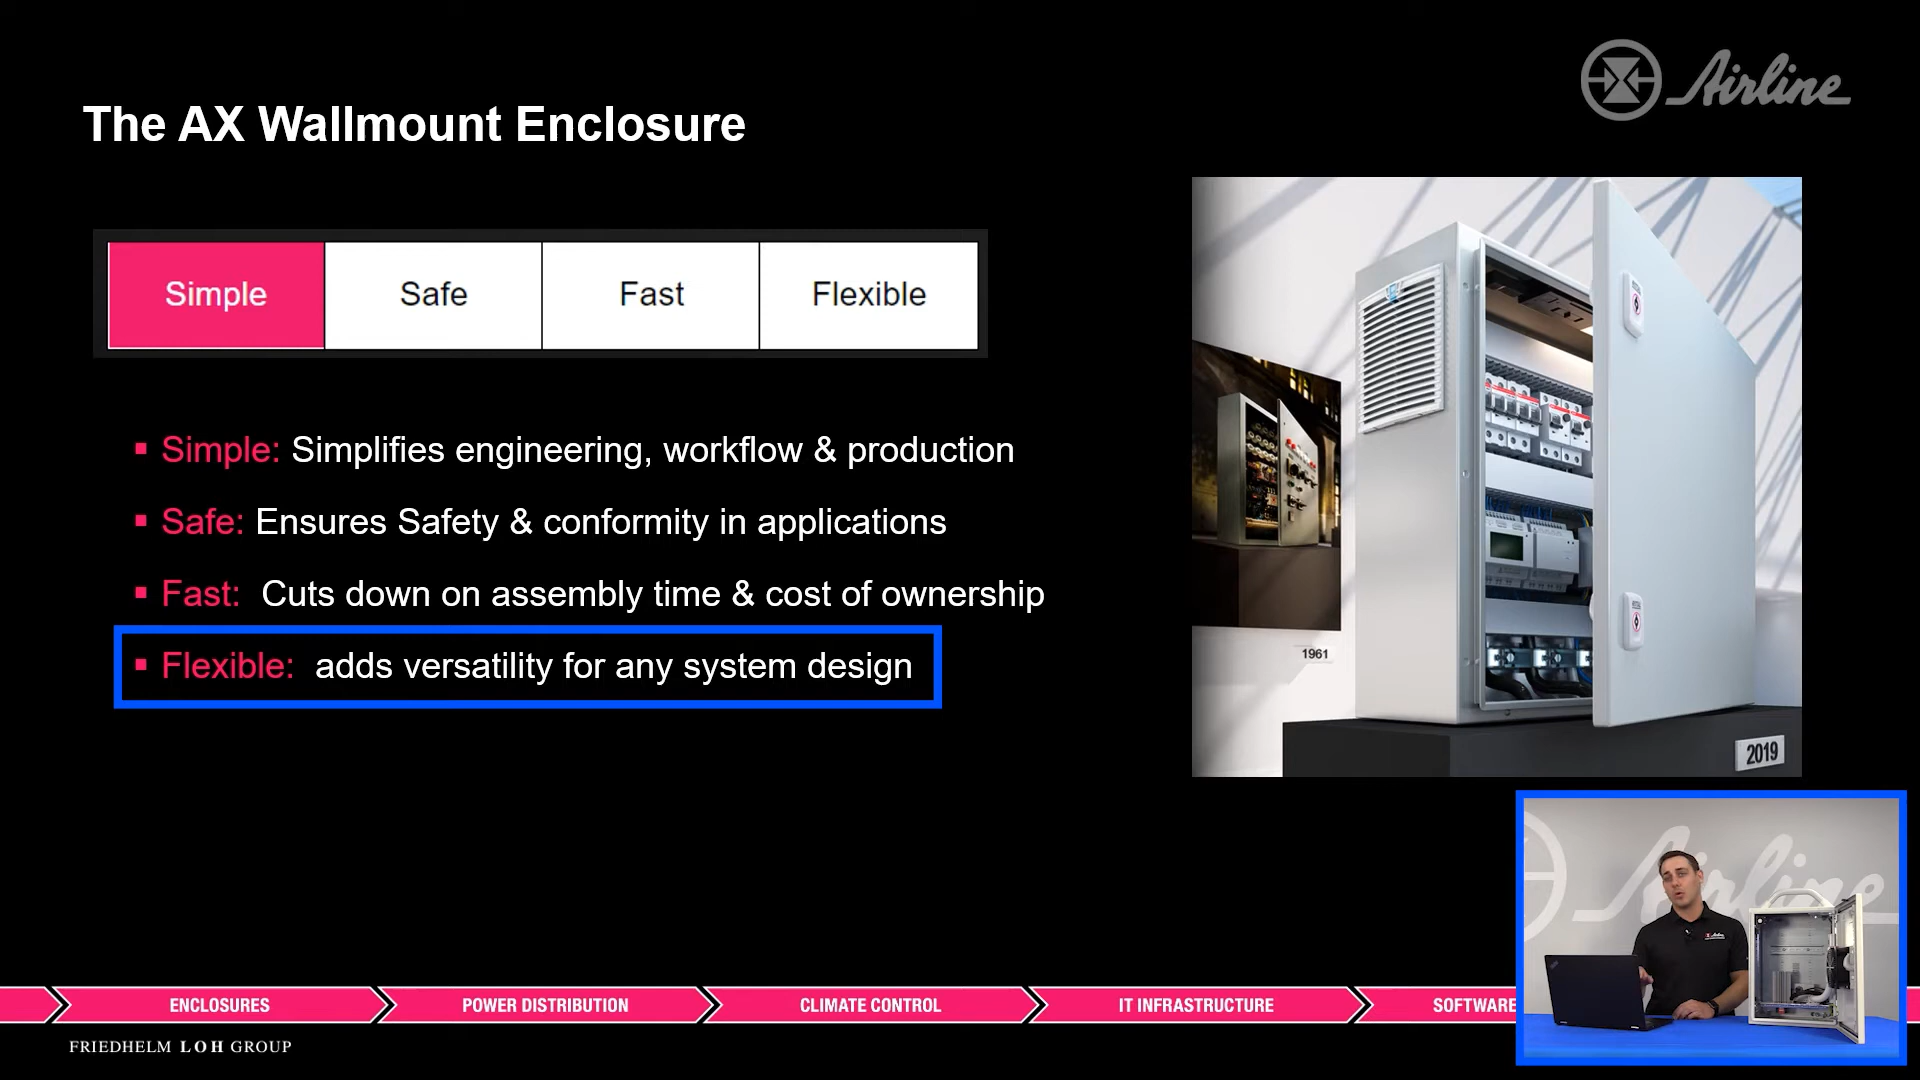 Airline
The AX Wallmount Enclosure
Simple Safe Fast Flexible
▪ Simple: Simplifies engineering, workflow & production
▪ Safe: Ensures Safety & conformity in applications
▪ Fast: Cuts down on assembly time & cost of ownership
▪ Flexible: adds versatility for any system design
1961
2019
Airline
ENCLOSURES POWER DISTRIBUTION CLIMATE CONTROL IT INFRASTRUCTURE SOFTWARE
FRIEDHELM LOH GROUP